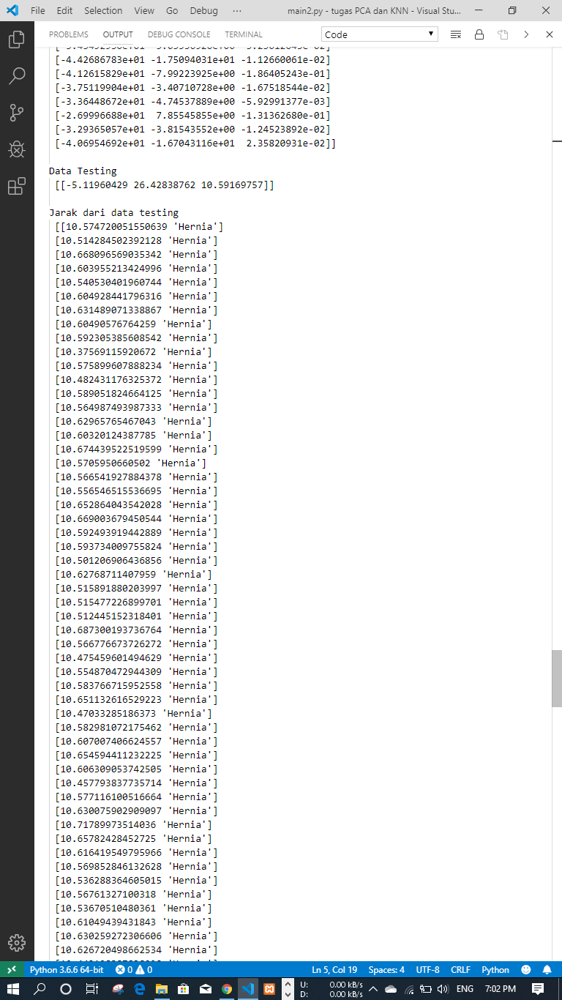 File Edit Selection View Go Debug ··· main2.py - tugas PCA dan KNN - Visual Stu...
PROBLEMS OUTPUT DEBUG CONSOLE TERMINAL Code
[-4.42686783e+01 -1.75094031e+01 -1.12660061e-02]
[-4.12615829e+01 -7.99223925e+00 -1.86405243e-01]
[-3.75119904e+01 -3.40710728e+00 -1.67518544e-02]
[-3.36448672e+01 -4.74537889e+00 -5.92991377e-03]
[-2.69996688e+01 7.85545855e+00 -1.31362680e-01]
[-3.29365057e+01 -3.81543552e+00 -1.24523892e-02]
[-4.06954692e+01 -1.67043116e+01 2.35820931e-02]]
Data Testing
[[-5.11960429 26.42838762 10.59169757]]
Jarak dari data testing
[[10.574720051550639 'Hernia']
[10.514284502392128 'Hernia']
[10.668096569035342 'Hernia']
[10.603955213424996 'Hernia']
[10.540530401960744 'Hernia']
[10.604928441796316 'Hernia']
[10.631489071338867 'Hernia']
[10.60490576764259 'Hernia']
[10.592305385608542 'Hernia']
[10.37569115920672 'Hernia']
[10.575899607888234 'Hernia']
[10.482431176325372 'Hernia']
[10.589051824664125 'Hernia']
[10.564987493987333 'Hernia']
[10.62965765467043 'Hernia']
[10.60320124387785 'Hernia']
[10.674439522519599 'Hernia']
[10.5705950660502 'Hernia']
[10.566541927884378 'Hernia']
[10.556546515536695 'Hernia']
[10.652864043542028 'Hernia']
[10.669003679450544 'Hernia']
[10.592493919442889 'Hernia']
[10.593734009755824 'Hernia']
[10.501206906436856 'Hernia']
[10.62768711407959 'Hernia']
[10.515891880203997 'Hernia']
[10.515477226899701 'Hernia']
[10.512445152318401 'Hernia']
[10.687300193736764 'Hernia']
[10.566776673726272 'Hernia']
[10.475459601494629 'Hernia']
[10.554870472944309 'Hernia']
[10.583766715952558 'Hernia']
[10.651132616529223 'Hernia']
[10.47033285186373 'Hernia']
[10.582981072175462 'Hernia']
[10.607007406624557 'Hernia']
[10.654594411232225 'Hernia']
[10.606309053742505 'Hernia']
[10.457793837735714 'Hernia']
[10.577116100516664 'Hernia']
[10.630075902909097 'Hernia']
[10.71789973514036 'Hernia']
[10.65782428452725 'Hernia']
[10.616419549795966 'Hernia']
[10.569852846132628 'Hernia']
[10.536288364605015 'Hernia']
[10.56761327100318 'Hernia']
[10.53670510480361 'Hernia']
[10.61049439431843 'Hernia']
[10.630259272306606 'Hernia']
[10.626720498662534 'Hernia']
Python 3.6.6 64-bit 0 0 Ln 5, Col 19 Spaces: 4 UTF-8 CRLF Python
U: 0.00 kB/s
D: 0.00 kB/s
ENG 7:02 PM